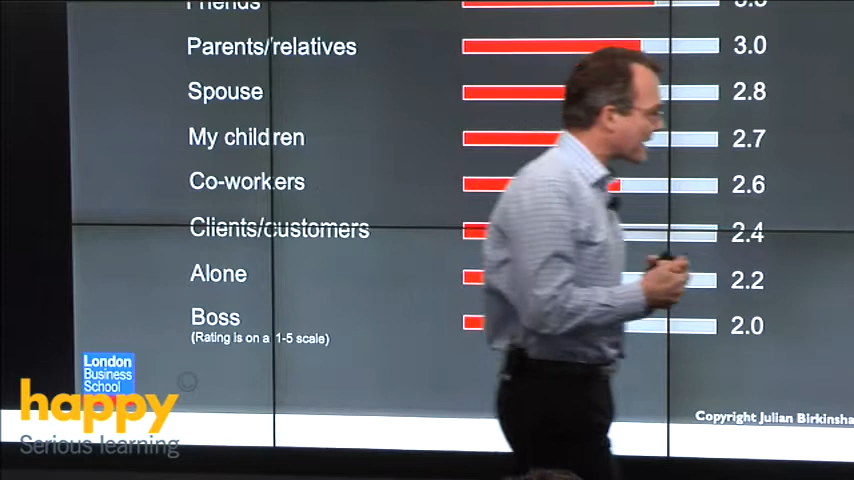 Friends
Parents/relatives 3.0
Spouse 2.8
My children 2.7
Co-workers 2.6
Clients/customers 2.4
Alone 2.2
Boss 2.0
(Rating is on a 1-5 scale)
London
Business
School
happy
Serious learning
©
Copyright Julian Birkinsha